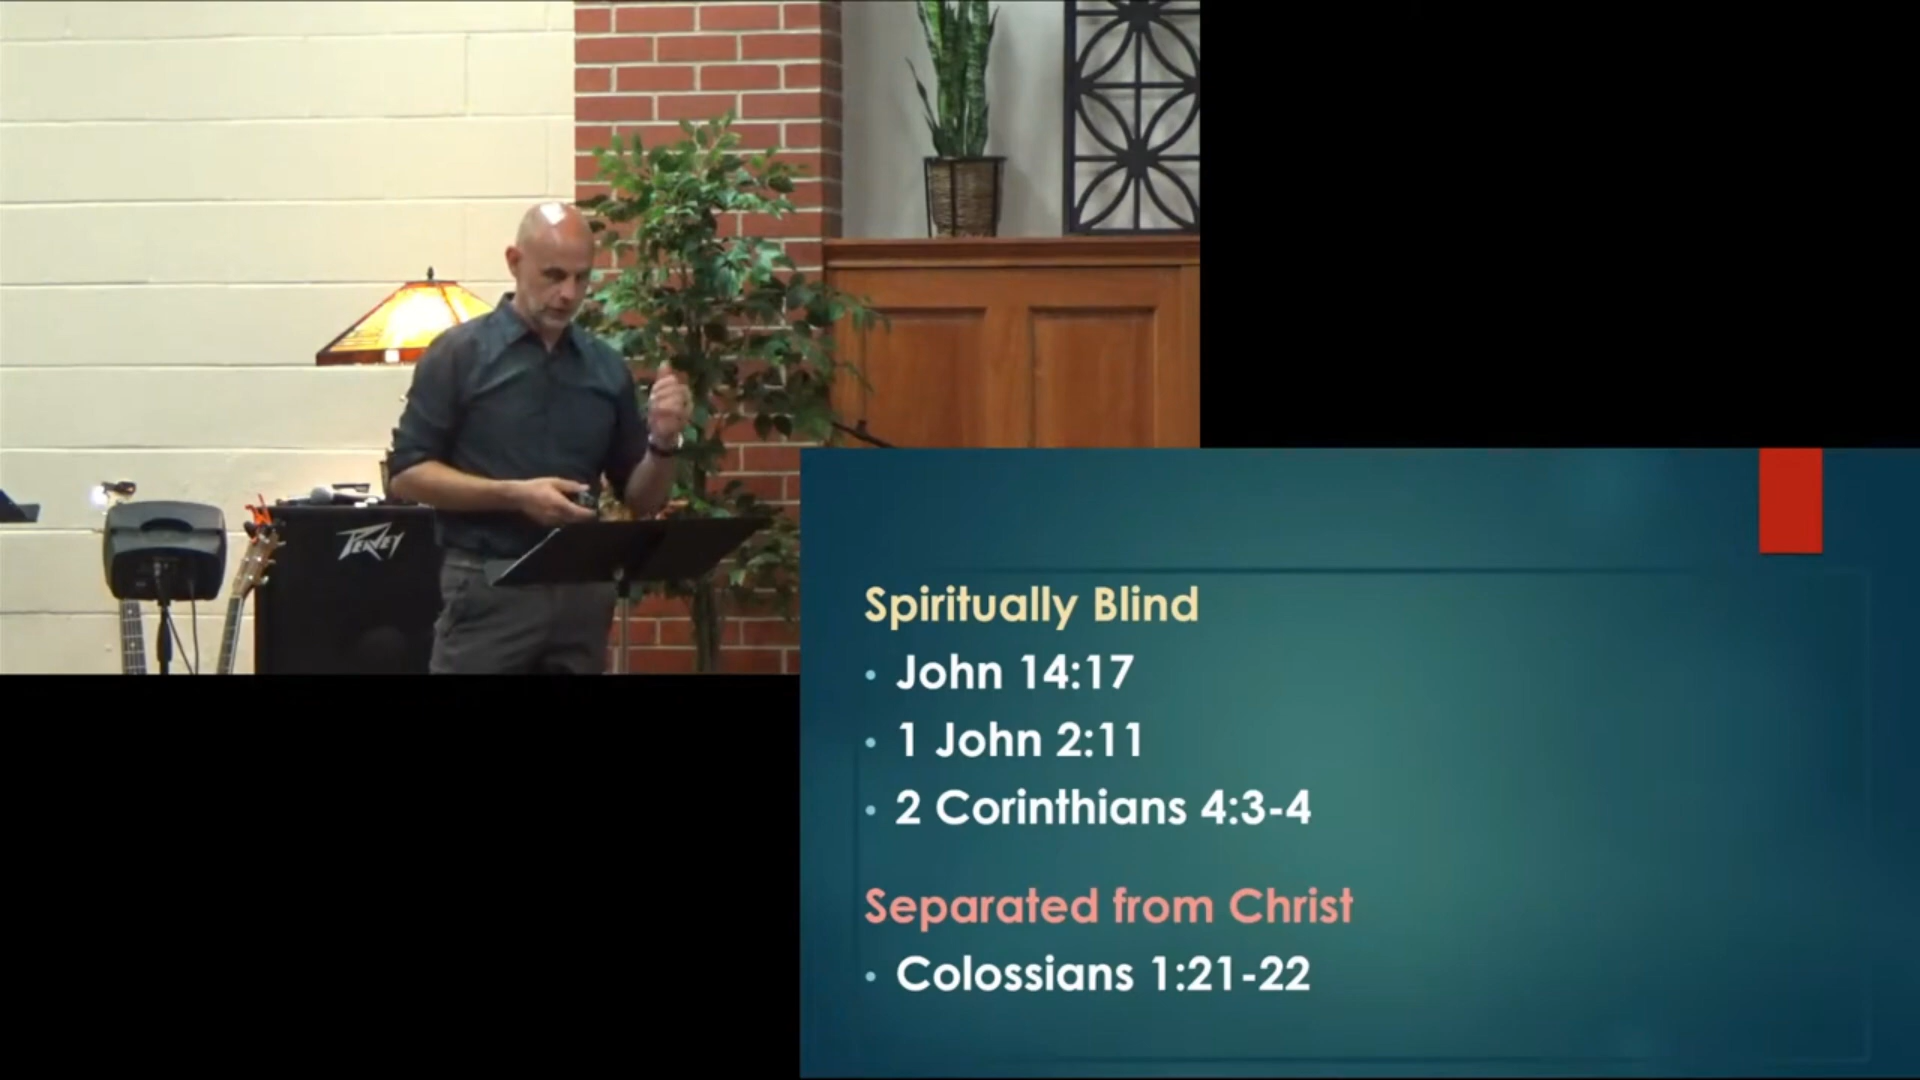 PEAVEY
Spiritually Blind
• John 14:17
• 1 John 2:11
• 2 Corinthians 4:3-4
Separated from Christ
• Colossians 1:21-22